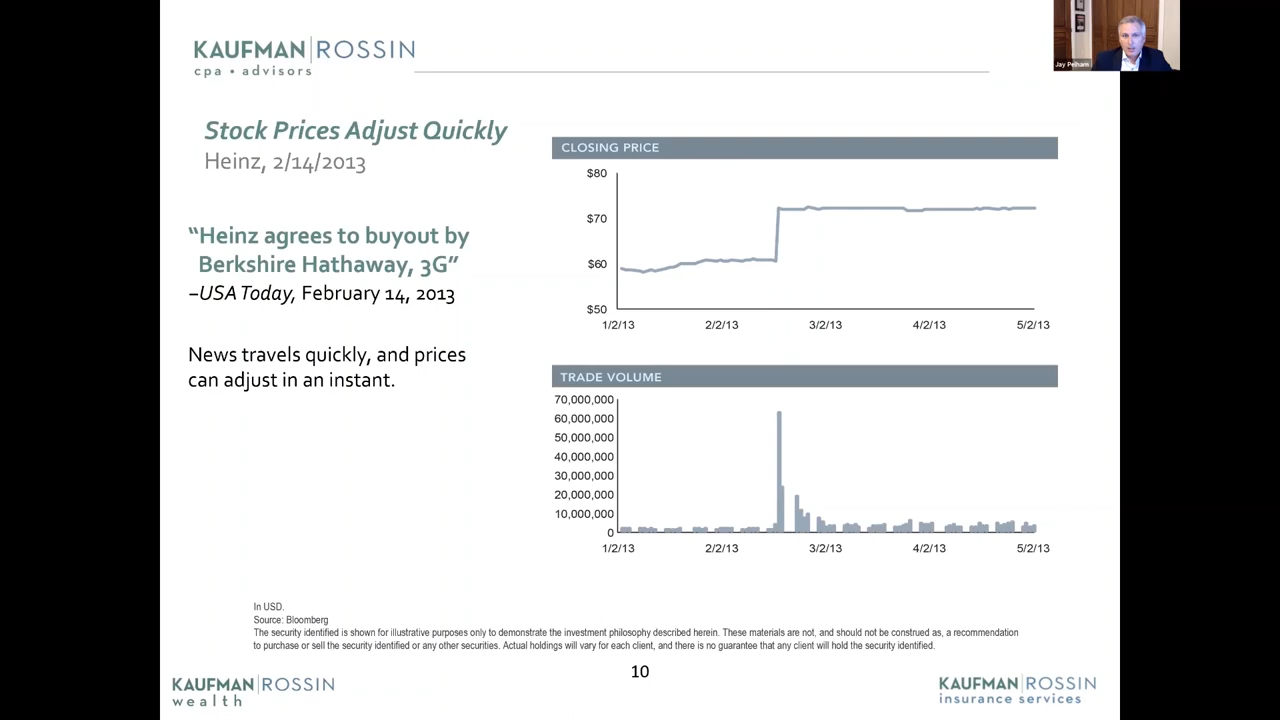 KAUFMAN|ROSSIN
cpa • advisors
Jay Pelham
Stock Prices Adjust Quickly
Heinz, 2/14/2013
“Heinz agrees to buyout by
Berkshire Hathaway, 3G”
–USA Today, February 14, 2013
News travels quickly, and prices
can adjust in an instant.
CLOSING PRICE
$80
$70
$60
$50
1/2/13 2/2/13 3/2/13 4/2/13 5/2/13
TRADE VOLUME
70,000,000
60,000,000
50,000,000
40,000,000
30,000,000
20,000,000
10,000,000
0
1/2/13 2/2/13 3/2/13 4/2/13 5/2/13
In USD.
Source: Bloomberg
The security identified is shown for illustrative purposes only to demonstrate the investment philosophy described herein. These materials are not, and should not be construed as, a recommendation
to purchase or sell the security identified or any other securities. Actual holdings will vary for each client, and there is no guarantee that any client will hold the security identified.
10
KAUFMAN|ROSSIN
wealth
KAUFMAN|ROSSIN
insurance services